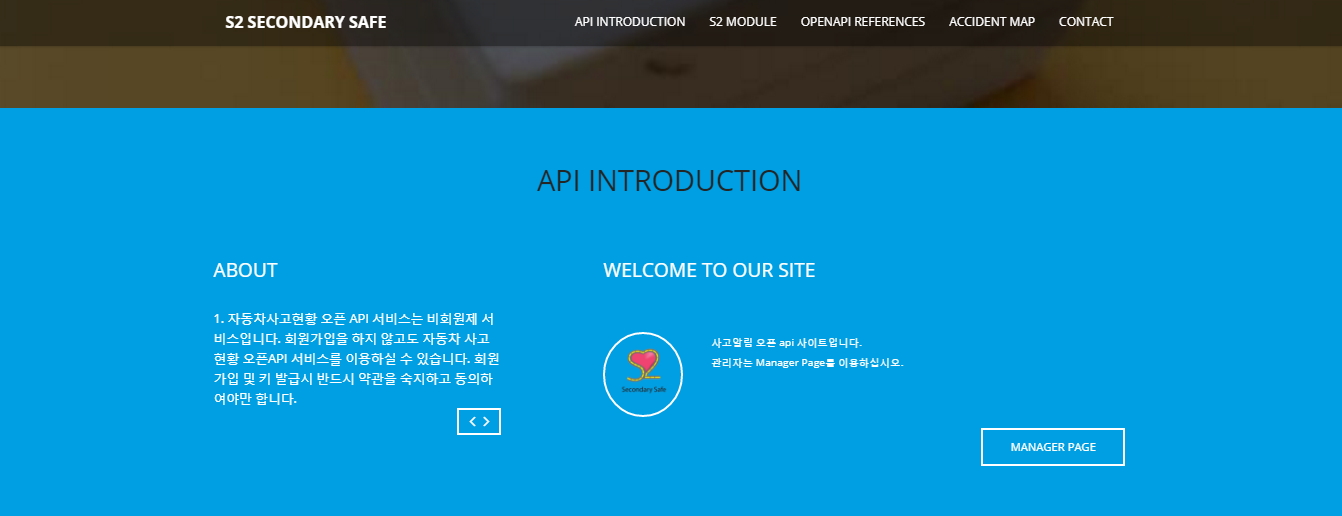 S2 SECONDARY SAFE
API INTRODUCTION
S2 MODULE
OPENAPI REFERENCES
ACCIDENT MAP
CONTACT
API INTRODUCTION
ABOUT
1. 자동차사고현황 오픈 API 서비스는 비회원제 서
비스입니다. 회원가입을 하지 않고도 자동차 사고
현황 오픈API 서비스를 이용하실 수 있습니다. 회원
가입 및 키 발급시 반드시 약관을 숙지하고 동의하
여야만 합니다.
WELCOME TO OUR SITE
Secondary Safe
사고알림 오픈 api 사이트입니다.
관리자는 Manager Page를 이용하십시오.
MANAGER PAGE